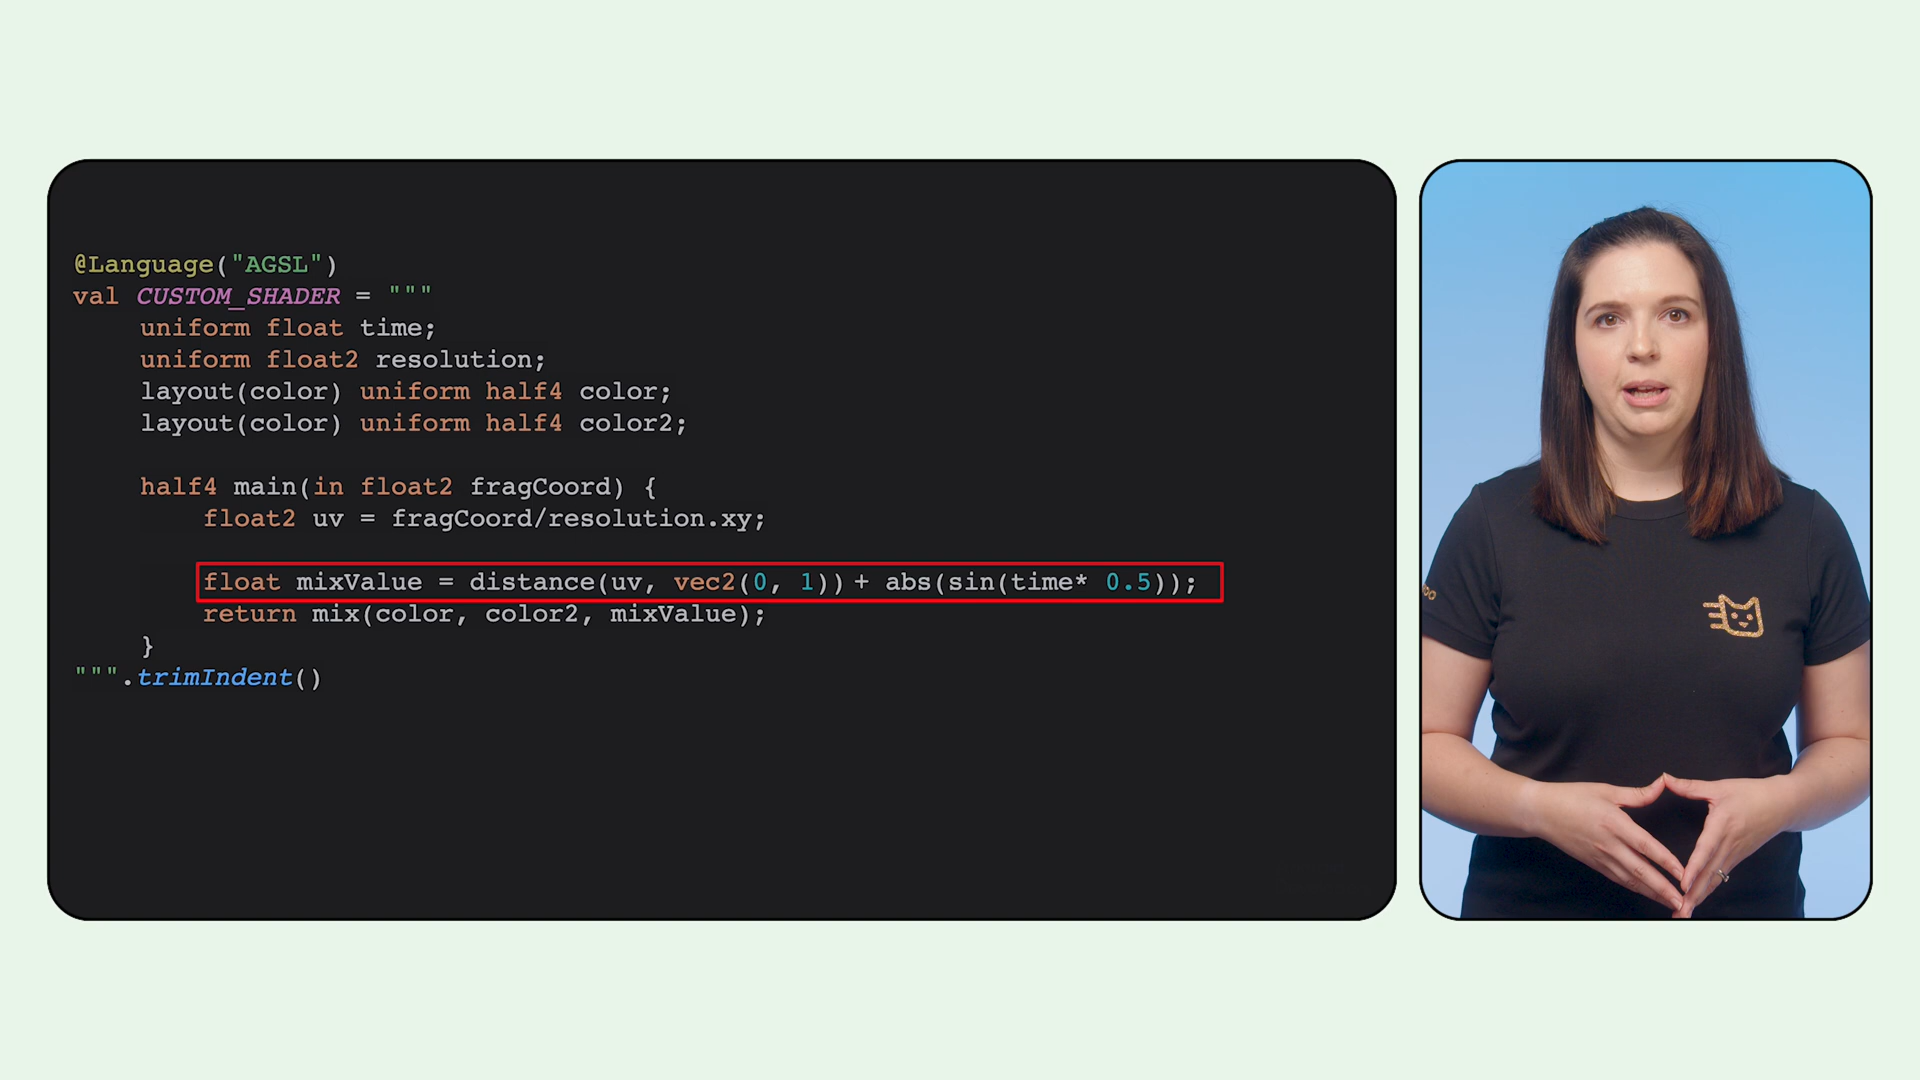 @Language("AGSL")
val CUSTOM_SHADER = """
uniform float time;
uniform float2 resolution;
layout(color) uniform half4 color;
layout(color) uniform half4 color2;
half4 main(in float2 fragCoord) {
float2 uv = fragCoord/resolution.xy;
float mixValue = distance(uv, vec2(0, 1)) + abs(sin(time* 0.5));
return mix(color, color2, mixValue);
}
""".trimIndent()